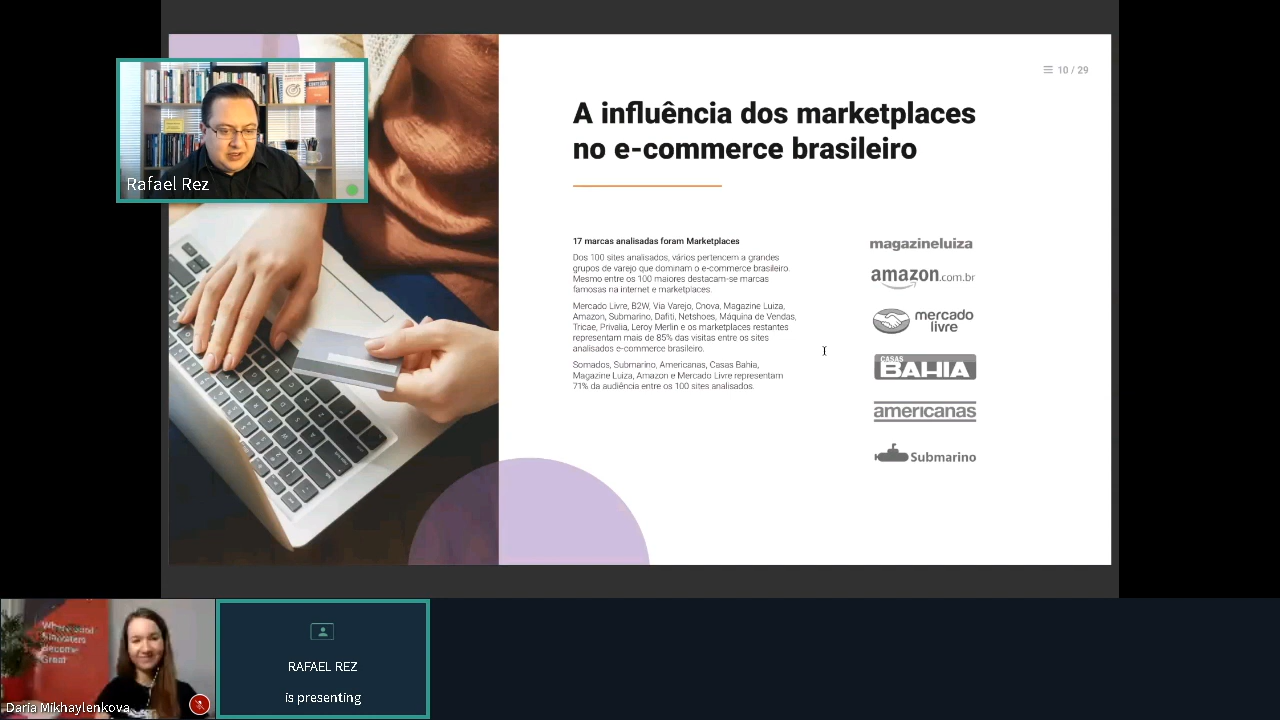 10 / 29
A influência dos marketplaces
no e-commerce brasileiro
Rafael Rez
17 marcas analisadas foram Marketplaces
Dos 100 sites analisados, vários pertencem a grandes
grupos de varejo que dominam o e-commerce brasileiro.
Mesmo entre os 100 maiores destacam-se marcas
famosas na internet e marketplaces.
Mercado Livre, B2W, Via Varejo, Cnova, Magazine Luiza,
Amazon, Submarino, Dafiti, Netshoes, Máquina de Vendas,
Tricae, Privalia, Leroy Merlin e os marketplaces restantes
representam mais de 85% das visitas entre os sites
analisados e-commerce brasileiro.
Somados, Submarino, Americanas, Casas Bahia,
Magazine Luiza, Amazon e Mercado Livre representam
71% da audiência entre os 100 sites analisados.
magazineluiza
amazon.com.br
mercado
livre
CASAS
BAHIA
americanas
Submarino
Become
Great
Daria Mikhaylenkova
RAFAEL REZ
is presenting